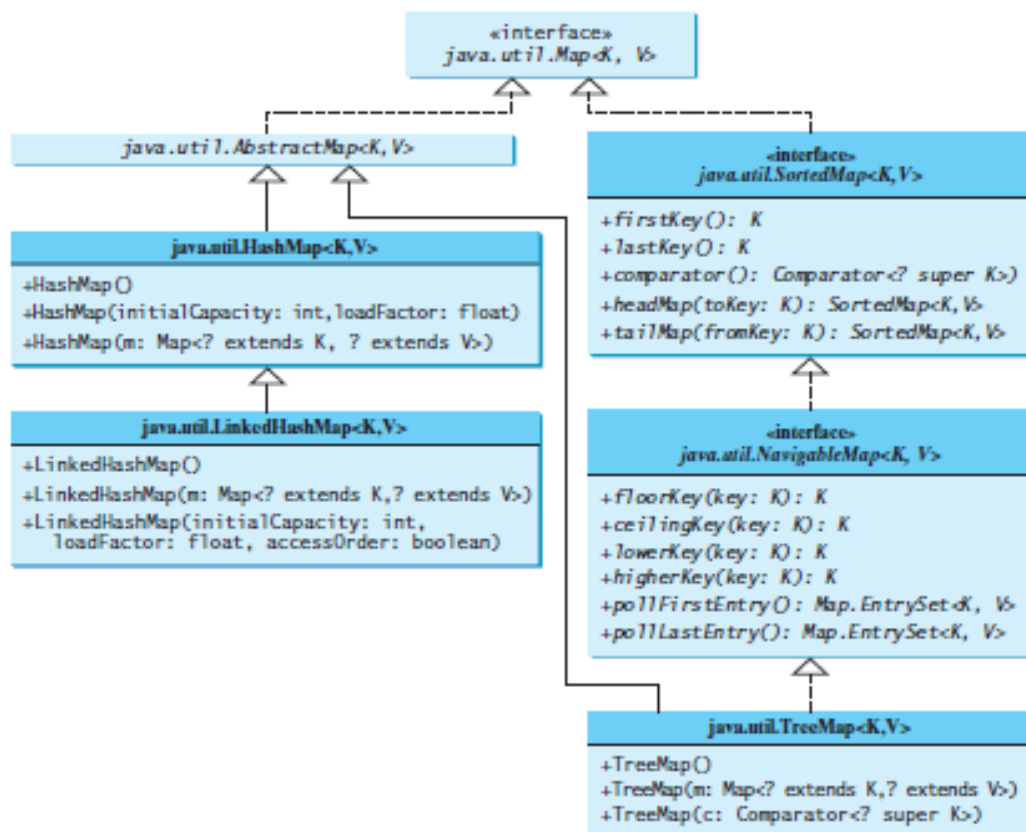 «interface»
java.util.Map<K, V>
java.util.AbstractMap<K,V>
java.util.HashMap<K,V>
+HashMap()
+HashMap(initialCapacity: int,loadFactor: float)
+HashMap(m: Map<? extends K, ? extends V>)
java.util.LinkedHashMap<K,V>
+LinkedHashMap()
+LinkedHashMap(m: Map<? extends K,? extends V>)
+LinkedHashMap(initialCapacity: int,
loadFactor: float, accessOrder: boolean)
«interface»
java.util.SortedMap<K,V>
+firstKey(): K
+lastKey(): K
+comparator(): Comparator<? super K>)
+headMap(toKey: K): SortedMap<K,V>
+tailMap(fromKey: K): SortedMap<K,V>
«interface»
java.util.NavigableMap<K, V>
+floorKey(key: K): K
+ceilingKey(key: K): K
+lowerKey(key: K): K
+higherKey(key: K): K
+pollFirstEntry(): Map.EntrySet<K, V>
+pollLastEntry(): Map.EntrySet<K, V>
java.util.TreeMap<K,V>
+TreeMap()
+TreeMap(m: Map<? extends K,? extends V>)
+TreeMap(c: Comparator<? super K>)